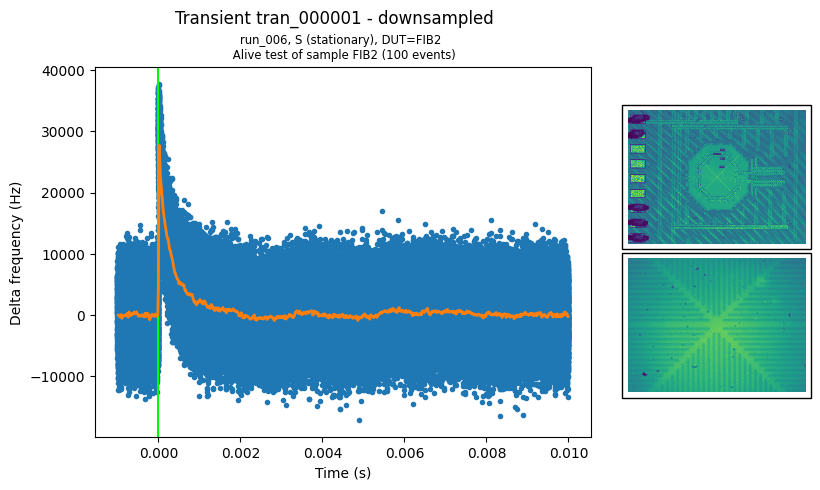 Transient tran_000001 - downsampled
run_006, S (stationary), DUT=FIB2
Alive test of sample FIB2 (100 events)
Delta frequency (Hz)
40000
30000
20000
10000
0
−10000
0.000
0.002
0.004
0.006
0.008
0.010
Time (s)